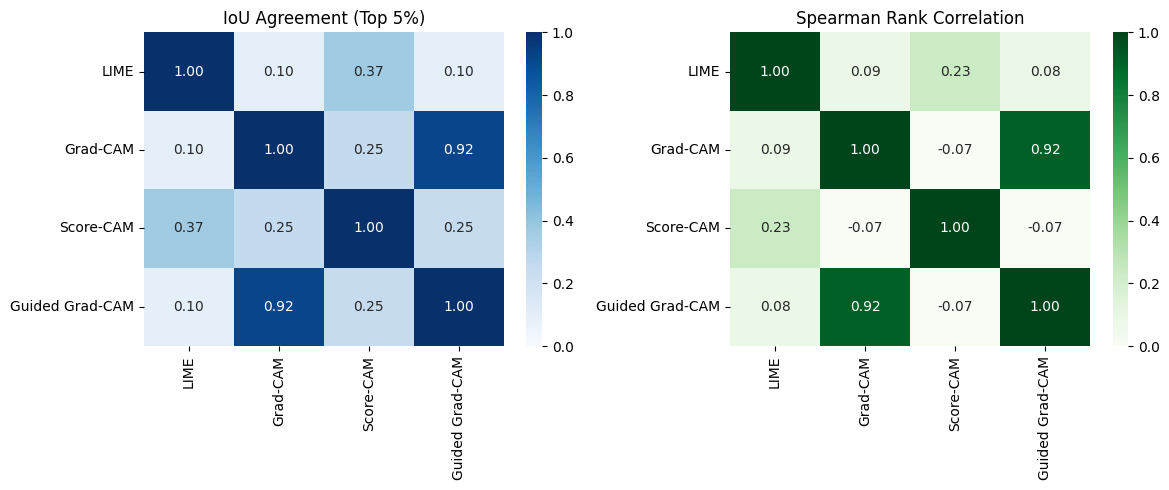 IoU Agreement (Top 5%)
LIME 1.00 0.10 0.37 0.10
Grad-CAM 0.10 1.00 0.25 0.92
Score-CAM 0.37 0.25 1.00 0.25
Guided Grad-CAM 0.10 0.92 0.25 1.00
LIME
Grad-CAM
Score-CAM
Guided Grad-CAM
1.0
0.8
0.6
0.4
0.2
0.0
Spearman Rank Correlation
LIME 1.00 0.09 0.23 0.08
Grad-CAM 0.09 1.00 -0.07 0.92
Score-CAM 0.23 -0.07 1.00 -0.07
Guided Grad-CAM 0.08 0.92 -0.07 1.00
LIME
Grad-CAM
Score-CAM
Guided Grad-CAM
1.0
0.8
0.6
0.4
0.2
0.0